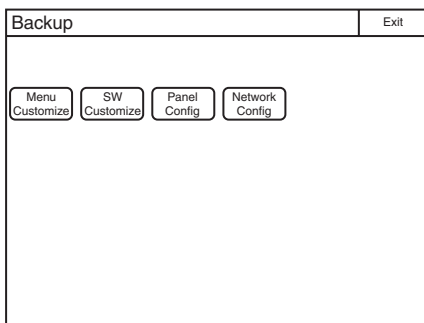 Backup
Exit
Menu
Customize
SW
Customize
Panel
Config
Network
Config